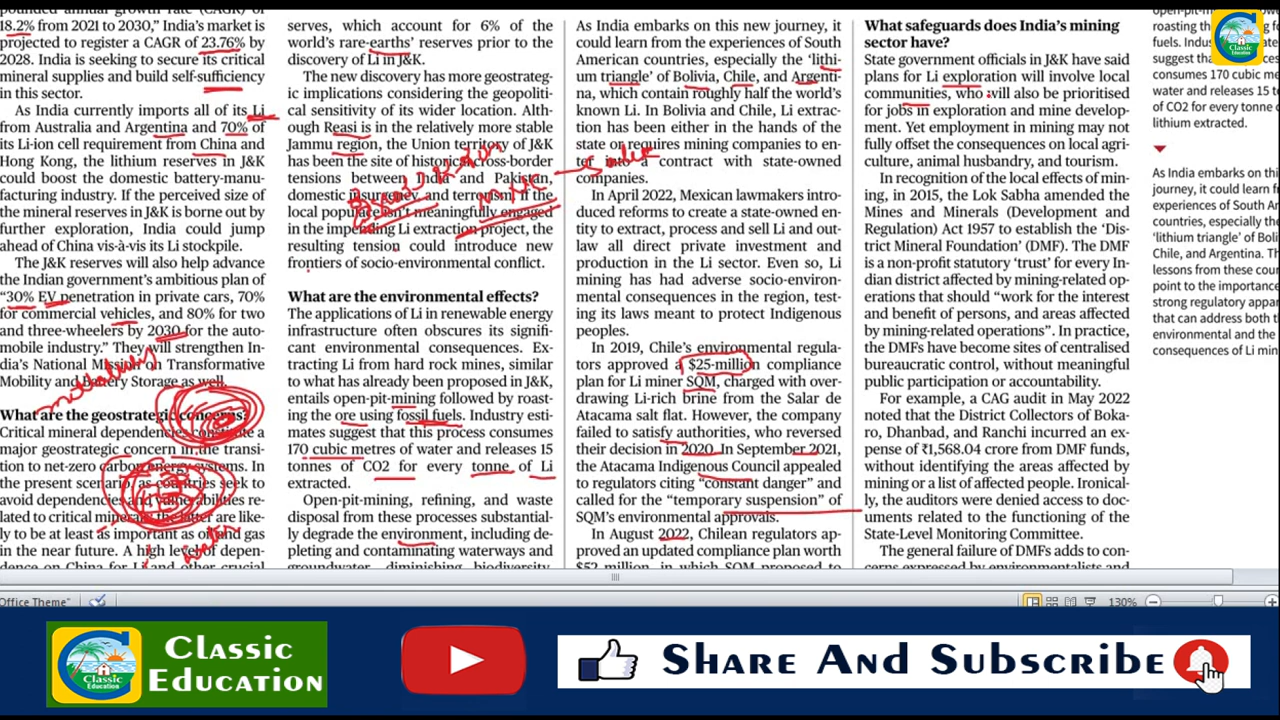 pounded annual growth rate (CAGR) of
18.2% from 2021 to 2030,” India’s market is
projected to register a CAGR of 23.76% by
2028. India is seeking to secure its critical
mineral supplies and build self-sufficiency
in this sector.
As India currently imports all of its Li
from Australia and Argentina and 70% of
its Li-ion cell requirement from China and
Hong Kong, the lithium reserves in J&K
could boost the domestic battery-manu-
facturing industry. If the perceived size of
the mineral reserves in J&K is borne out by
further exploration, India could jump
ahead of China vis-à-vis its Li stockpile.
The J&K reserves will also help advance
the Indian government’s ambitious plan of
“30% EV penetration in private cars, 70%
for commercial vehicles, and 80% for two
and three-wheelers by 2030 for the auto-
mobile industry.” They will strengthen In-
dia’s National Mission on Transformative
Mobility and Battery Storage as well.
What are the geostrategic concerns?
Critical mineral dependencies constitute a
major geostrategic concern in the transi-
tion to net-zero carbon energy systems. In
the present scenario, as countries seek to
avoid dependence and vulnerabilities re-
lated to critical minerals, the latter are like-
ly to be at least as important as oil and gas
in the near future. A high level of depen-
dence on China for Li and other crucial
serves, which account for 6% of the
world’s rare-earths’ reserves prior to the
discovery of Li in J&K.
The new discovery has more geostrateg-
ic implications considering the geopoliti-
cal sensitivity of its wider location. Alth-
ough Reasi is in the relatively more stable
Jammu region, the Union territory of J&K
has been the site of historic cross-border
tensions between India and Pakistan,
domestic insurgency and terrorism. If the
local populace isn’t meaningfully engaged
in the impending Li extraction project, the
resulting tension could introduce new
frontiers of socio-environmental conflict.
What are the environmental effects?
The applications of Li in renewable energy
infrastructure often obscures its signifi-
cant environmental consequences. Ex-
tracting Li from hard rock mines, similar
to what has already been proposed in J&K,
entails open-pit-mining followed by roast-
ing the ore using fossil fuels. Industry esti-
mates suggest that this process consumes
170 cubic metres of water and releases 15
tonnes of CO2 for every tonne of Li
extracted.
Open-pit-mining, refining, and waste
disposal from these processes substantial-
ly degrade the environment, including de-
pleting and contaminating waterways and
groundwater, diminishing biodiversity,
As India embarks on this new journey, it
could learn from the experiences of South
American countries, especially the ‘lithi-
um triangle’ of Bolivia, Chile, and Argenti-
na, which contain roughly half the world’s
known Li. In Bolivia and Chile, Li extrac-
tion has been either in the hands of the
state or requires mining companies to en-
ter into a contract with state-owned
companies.
In April 2022, Mexican lawmakers intro-
duced reforms to create a state-owned en-
tity to extract, process and sell Li and out-
law all direct private investment and
production in the Li sector. Even so, Li
mining has had adverse socio-environ-
mental consequences in the region, test-
ing its laws meant to protect Indigenous
peoples.
In 2019, Chile’s environmental regula-
tors approved a $25-million compliance
plan for Li miner SQM, charged with over-
drawing Li-rich brine from the Salar de
Atacama salt flat. However, the company
failed to satisfy authorities, who reversed
their decision in 2020. In September 2021,
the Atacama Indigenous Council appealed
to regulators citing “constant danger” and
called for the “temporary suspension” of
SQM’s environmental approvals.
In August 2022, Chilean regulators ap-
proved an updated compliance plan worth
$52 million, in which SQM proposed to
What safeguards does India’s mining
sector have?
State government officials in J&K have said
plans for Li exploration will involve local
communities, who will also be prioritised
for jobs in exploration and mine develop-
ment. Yet employment in mining may not
fully offset the consequences on local agri-
culture, animal husbandry, and tourism.
In recognition of the local effects of min-
ing, in 2015, the Lok Sabha amended the
Mines and Minerals (Development and
Regulation) Act 1957 to establish the ‘Dis-
trict Mineral Foundation’ (DMF). The DMF
is a non-profit statutory ‘trust’ for every In-
dian district affected by mining-related op-
erations that should “work for the interest
and benefit of persons, and areas affected
by mining-related operations”. In practice,
the DMFs have become sites of centralised
bureaucratic control, without meaningful
public participation or accountability.
For example, a CAG audit in May 2022
noted that the District Collectors of Boka-
ro, Dhanbad, and Ranchi incurred an ex-
pense of ₹1,568.04 crore from DMF funds,
without identifying the areas affected by
mining or a list of affected people. Ironical-
ly, the auditors were denied access to doc-
uments related to the functioning of the
State-Level Monitoring Committee.
The general failure of DMFs adds to con-
cerns expressed by environmentalists and
open-pit-m
roasting the
fuels. Indus
suggest that
consumes 170 cubic me
water and releases 15 t
of CO2 for every tonne
lithium extracted.
As India embarks on thi
journey, it could learn f
experiences of South A
countries, especially the
‘lithium triangle’ of Boli
Chile, and Argentina. Th
lessons from these coun
point to the importance
strong regulatory appar
that can address both t
environmental and the
consequences of Li min
Classic
Education
Office Theme"
130%
Classic
Education
Classic
Education
Share And Subscribe